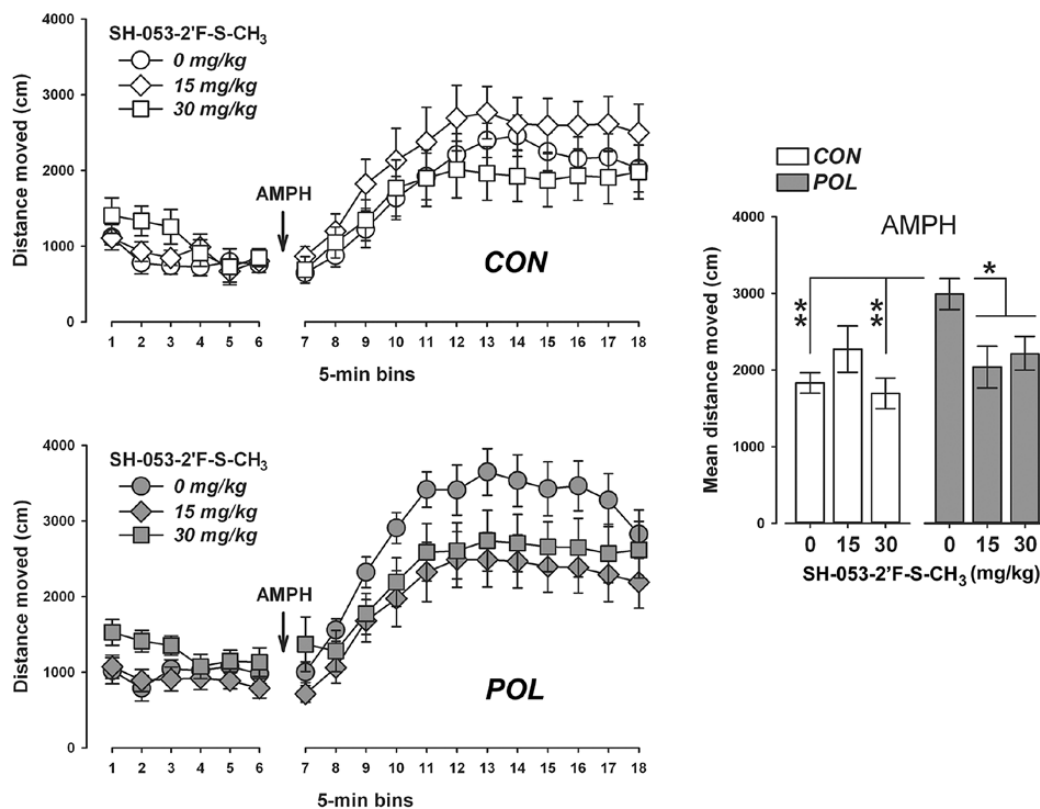 SH-053-2'F-S-CH3
0 mg/kg
15 mg/kg
30 mg/kg
Distance moved (cm)
4000
3000
2000
1000
0
AMPH
CON
1 2 3 4 5 6 7 8 9 10 11 12 13 14 15 16 17 18
5-min bins
SH-053-2'F-S-CH3
0 mg/kg
15 mg/kg
30 mg/kg
Distance moved (cm)
4000
3000
2000
1000
0
AMPH
POL
1 2 3 4 5 6 7 8 9 10 11 12 13 14 15 16 17 18
5-min bins
CON
POL
AMPH
Mean distance moved (cm)
4000
3000
2000
1000
0
**
**
*
0 15 30 0 15 30
SH-053-2'F-S-CH3 (mg/kg)